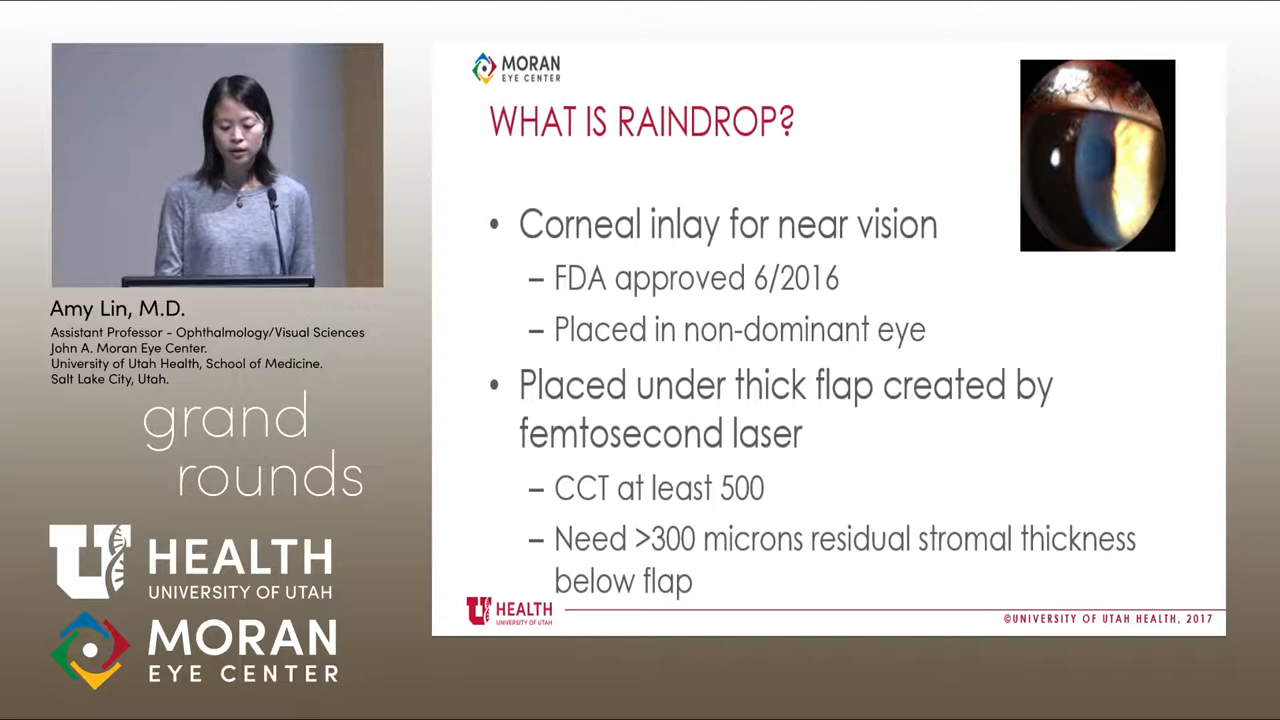 Amy Lin, M.D.
Assistant Professor - Ophthalmology/Visual Sciences
John A. Moran Eye Center.
University of Utah Health, School of Medicine.
Salt Lake City, Utah.
grand
rounds
U HEALTH
UNIVERSITY OF UTAH
MORAN
EYE CENTER
MORAN
EYE CENTER
WHAT IS RAINDROP?
• Corneal inlay for near vision
– FDA approved 6/2016
– Placed in non-dominant eye
• Placed under thick flap created by
femtosecond laser
– CCT at least 500
– Need >300 microns residual stromal thickness
below flap
U HEALTH
UNIVERSITY OF UTAH
©UNIVERSITY OF UTAH HEALTH, 2017